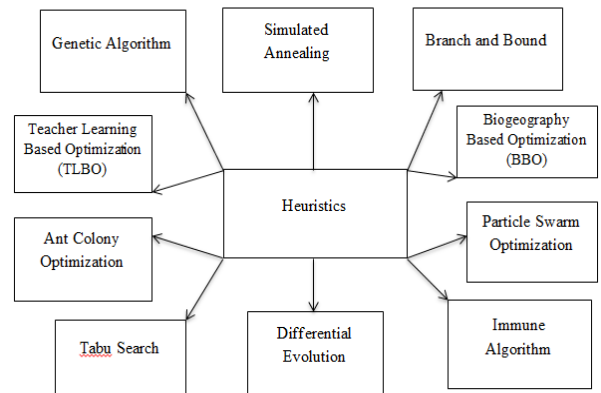 Genetic Algorithm
Simulated
Annealing
Branch and Bound
Teacher Learning
Based Optimization
(TLBO)
Biogeography
Based Optimization
(BBO)
Heuristics
Ant Colony
Optimization
Particle Swarm
Optimization
Tabu Search
Differential
Evolution
Immune
Algorithm